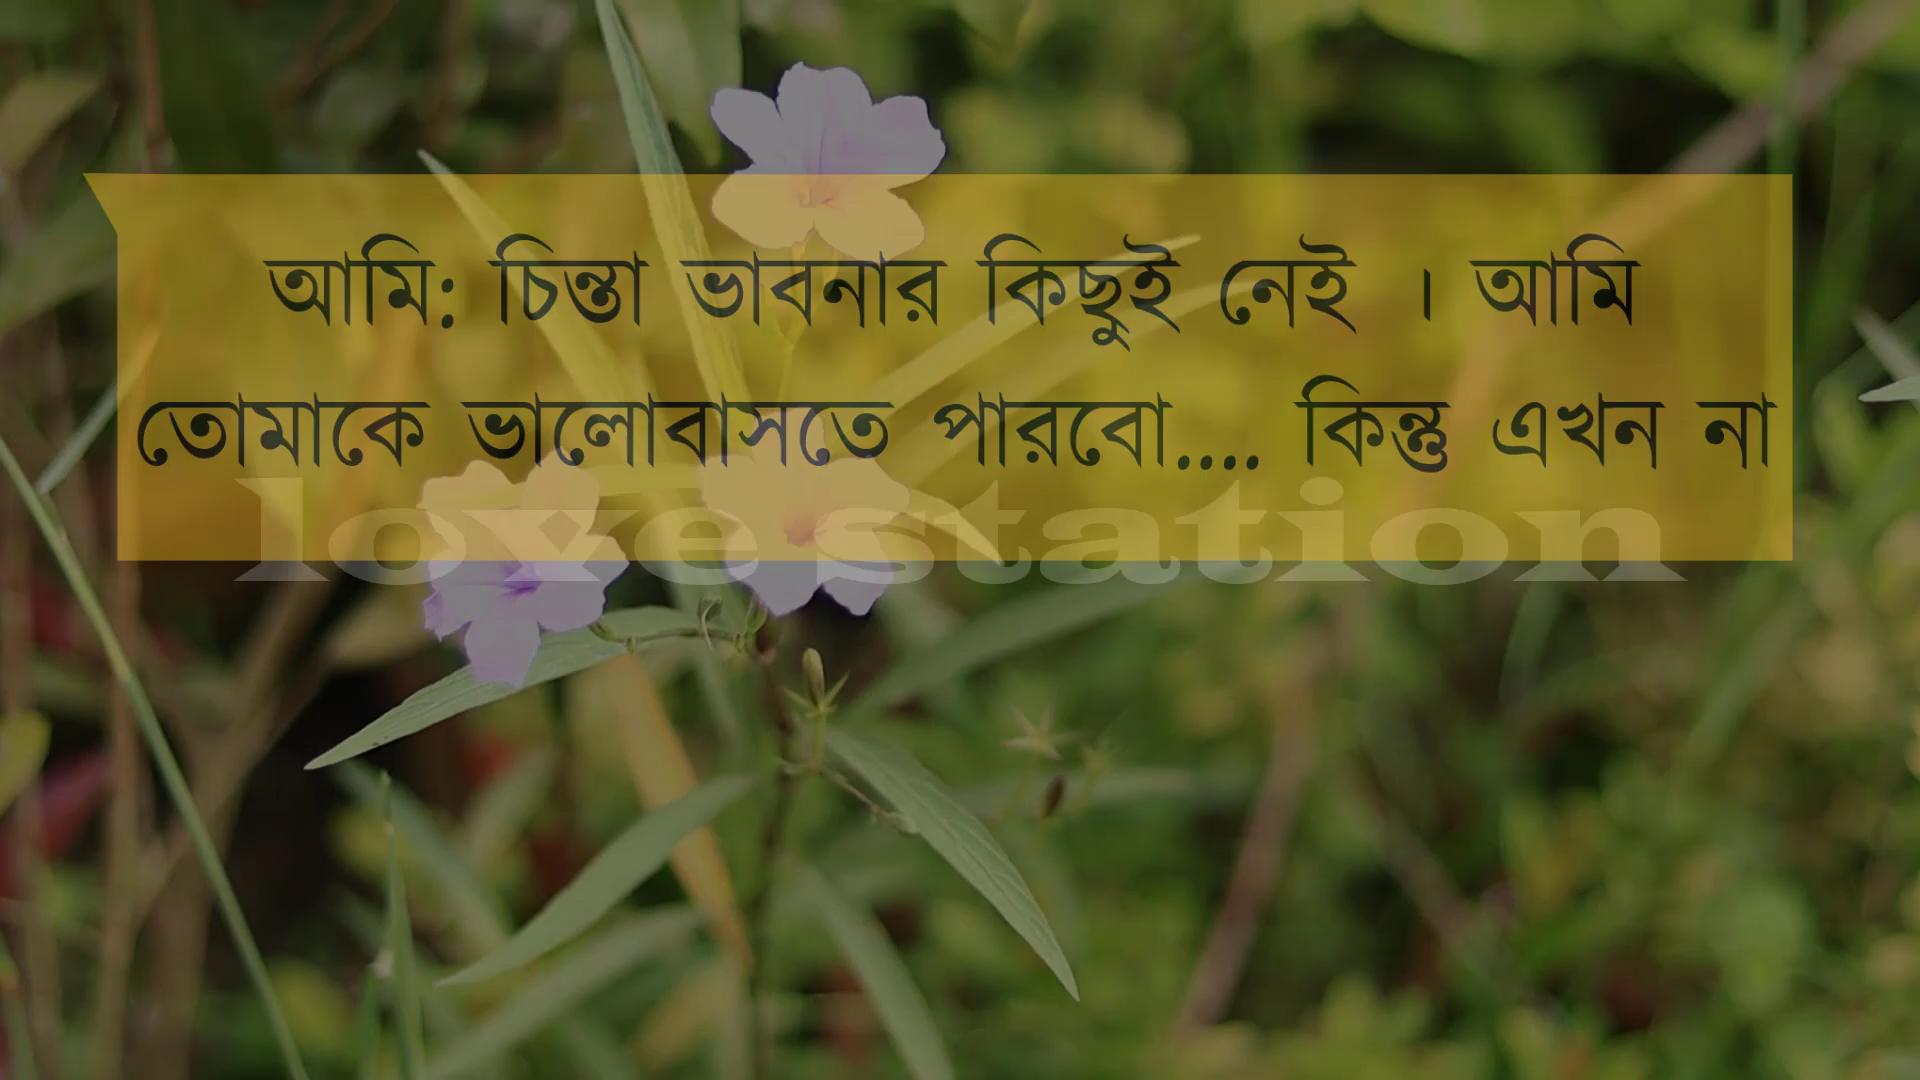 আমি: চিন্তা ভাবনার কিছুই নেই । আমি
তোমাকে ভালোবাসতে পারবো.... কিন্তু এখন না
love station